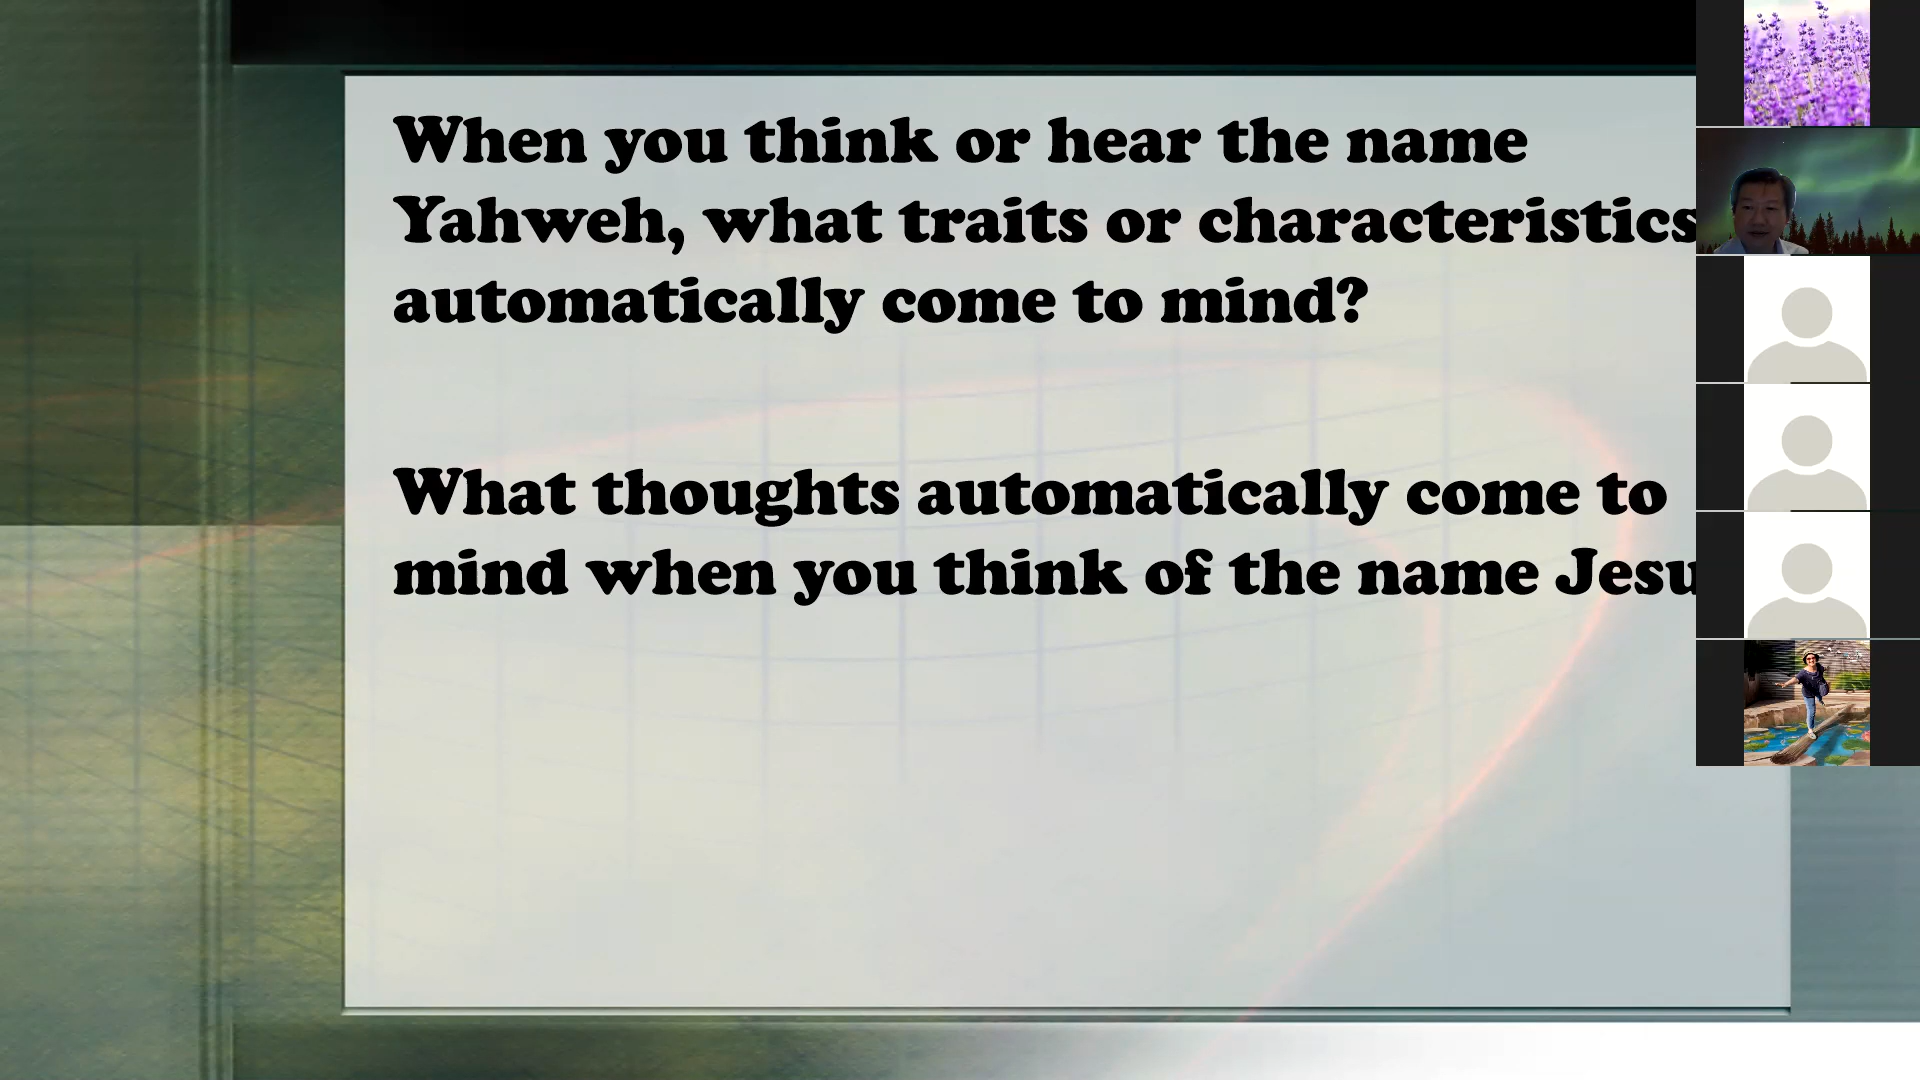 When you think or hear the name
Yahweh, what traits or characteristics
automatically come to mind?
What thoughts automatically come to
mind when you think of the name Jesu